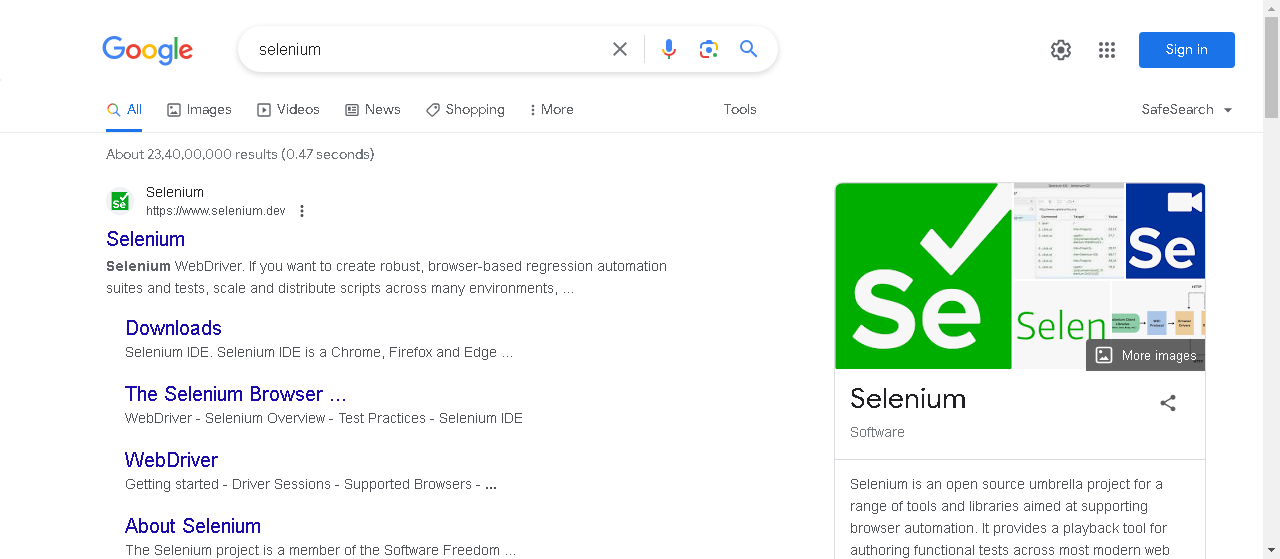 Google
selenium
Sign in
All
Images
Videos
News
Shopping
More
Tools
SafeSearch
About 23,40,00,000 results (0.47 seconds)
Selenium
https://www.selenium.dev
Selenium
Selenium WebDriver. If you want to create robust, browser-based regression automation
suites and tests, scale and distribute scripts across many environments, ...
Downloads
Selenium IDE. Selenium IDE is a Chrome, Firefox and Edge ...
The Selenium Browser ...
WebDriver - Selenium Overview - Test Practices - Selenium IDE
WebDriver
Getting started - Driver Sessions - Supported Browsers - ...
About Selenium
The Selenium project is a member of the Software Freedom ...
Se
Se
Selen
More images
Selenium
Software
Selenium is an open source umbrella project for a
range of tools and libraries aimed at supporting
browser automation. It provides a playback tool for
authoring functional tests across most modern web